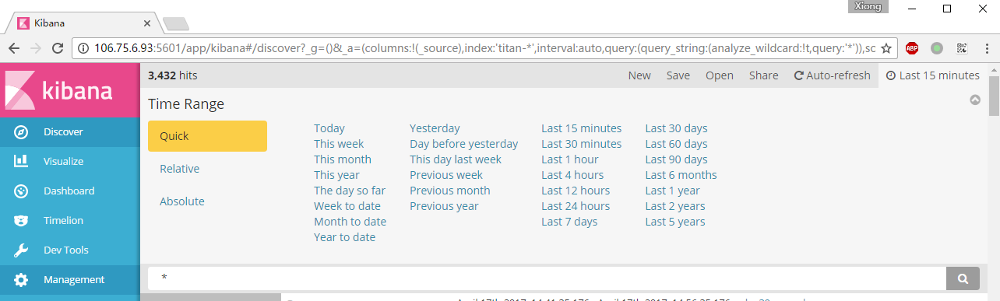 Xiong
Kibana
106.75.6.93:5601/app/kibana#/discover?_g=()&_a=(columns:!(_source),index:'titan-*',interval:auto,query:(query_string:(analyze_wildcard:!t,query:'*')),sc
ABP
kibana
3,432 hits
New Save Open Share Auto-refresh Last 15 minutes
Time Range
Discover
Visualize
Dashboard
Timelion
Dev Tools
Management
Quick
Relative
Absolute
Today
This week
This month
This year
The day so far
Week to date
Month to date
Year to date
Yesterday
Day before yesterday
This day last week
Previous week
Previous month
Previous year
Last 15 minutes
Last 30 minutes
Last 1 hour
Last 4 hours
Last 12 hours
Last 24 hours
Last 7 days
Last 30 days
Last 60 days
Last 90 days
Last 6 months
Last 1 year
Last 2 years
Last 5 years
*